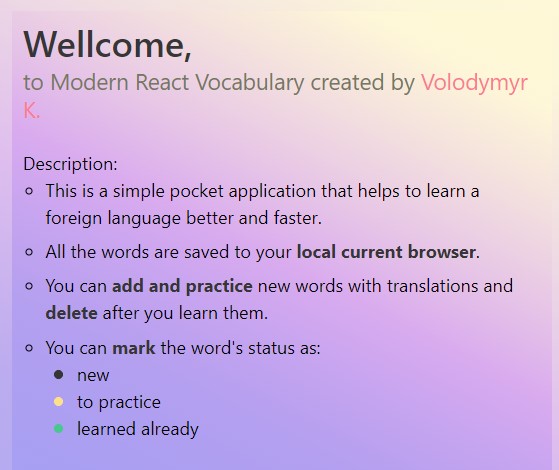 Wellcome,
to Modern React Vocabulary created by Volodymyr
K.
Description:
This is a simple pocket application that helps to learn a
foreign language better and faster.
All the words are saved to your local current browser.
You can add and practice new words with translations and
delete after you learn them.
You can mark the word's status as:
new
to practice
learned already